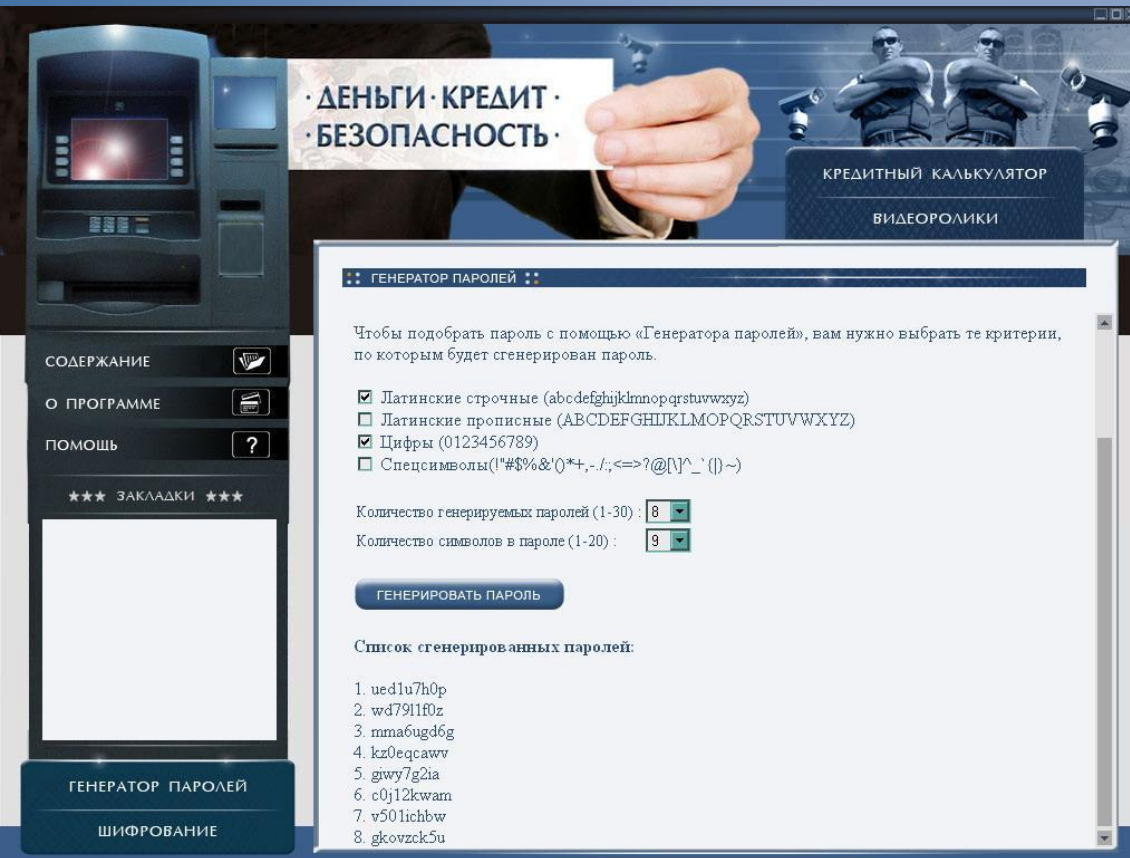 · ДЕНЬГИ · КРЕДИТ ·
· БЕЗОПАСНОСТЬ ·
КРЕДИТНЫЙ КАЛЬКУЛЯТОР
ВИДЕОРОЛИКИ
СОДЕРЖАНИЕ
О ПРОГРАММЕ
ПОМОЩЬ ?
★★★ ЗАКЛАДКИ ★★★
ГЕНЕРАТОР ПАРОЛЕЙ
ШИФРОВАНИЕ
ГЕНЕРАТОР ПАРОЛЕЙ
Чтобы подобрать пароль с помощью «Генератора паролей», вам нужно выбрать те критерии,
по которым будет сгенерирован пароль.
Латинские строчные (abcdefghijklmnopqrstuvwxyz)
Латинские прописные (ABCDEFGHIJKLMOPQRSTUVWXYZ)
Цифры (0123456789)
Спецсимволы(!"#$%&'()*+,-./:;<=>?@[\]^_`{|}~)
Количество генерируемых паролей (1-30) : 8
Количество символов в пароле (1-20) : 9
ГЕНЕРИРОВАТЬ ПАРОЛЬ
Список сгенерированных паролей:
1. ued1u7h0p
2. wd79l1f0z
3. mma6ugd6g
4. kz0eqcawv
5. giwy7g2ia
6. c0j12kwam
7. v501ichbw
8. gkovzck5u